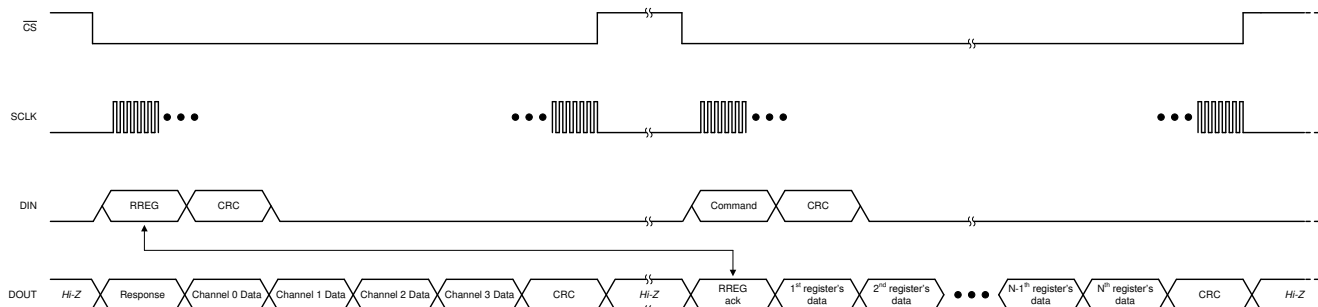 CS
SCLK
DIN
RREG
CRC
Command
CRC
DOUT
Hi-Z
Response
Channel 0 Data
Channel 1 Data
Channel 2 Data
Channel 3 Data
CRC
Hi-Z
RREG
ack
1st register's
data
2nd register's
data
N-1th register's
data
Nth register's
data
CRC
Hi-Z